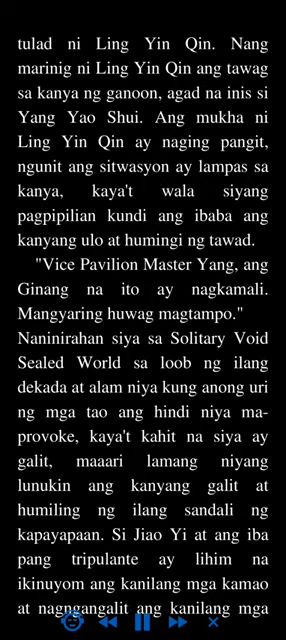 tulad ni Ling Yin Qin. Nang
marinig ni Ling Yin Qin ang tawag
sa kanya ng ganoon, agad na inis si
Yang Yao Shui. Ang mukha ni
Ling Yin Qin ay naging pangit,
ngunit ang sitwasyon ay lampas sa
kanya, kaya't wala siyang
pagpipilian kundi ang ibaba ang
kanyang ulo at humingi ng tawad.
"Vice Pavilion Master Yang, ang
Ginang na ito ay nagkamali.
Mangyaring huwag magtampo."
Naninirahan siya sa Solitary Void
Sealed World sa loob ng ilang
dekada at alam niya kung anong uri
ng mga tao ang hindi niya ma-
provoke, kaya't kahit na siya ay
galit, maaari lamang niyang
lunukin ang kanyang galit at
humiling ng ilang sandali ng
kapayapaan. Si Jiao Yi at ang iba
pang tripulante ay lihim na
ikinuyom ang kanilang mga kamao
at nagngangalit ang kanilang mga